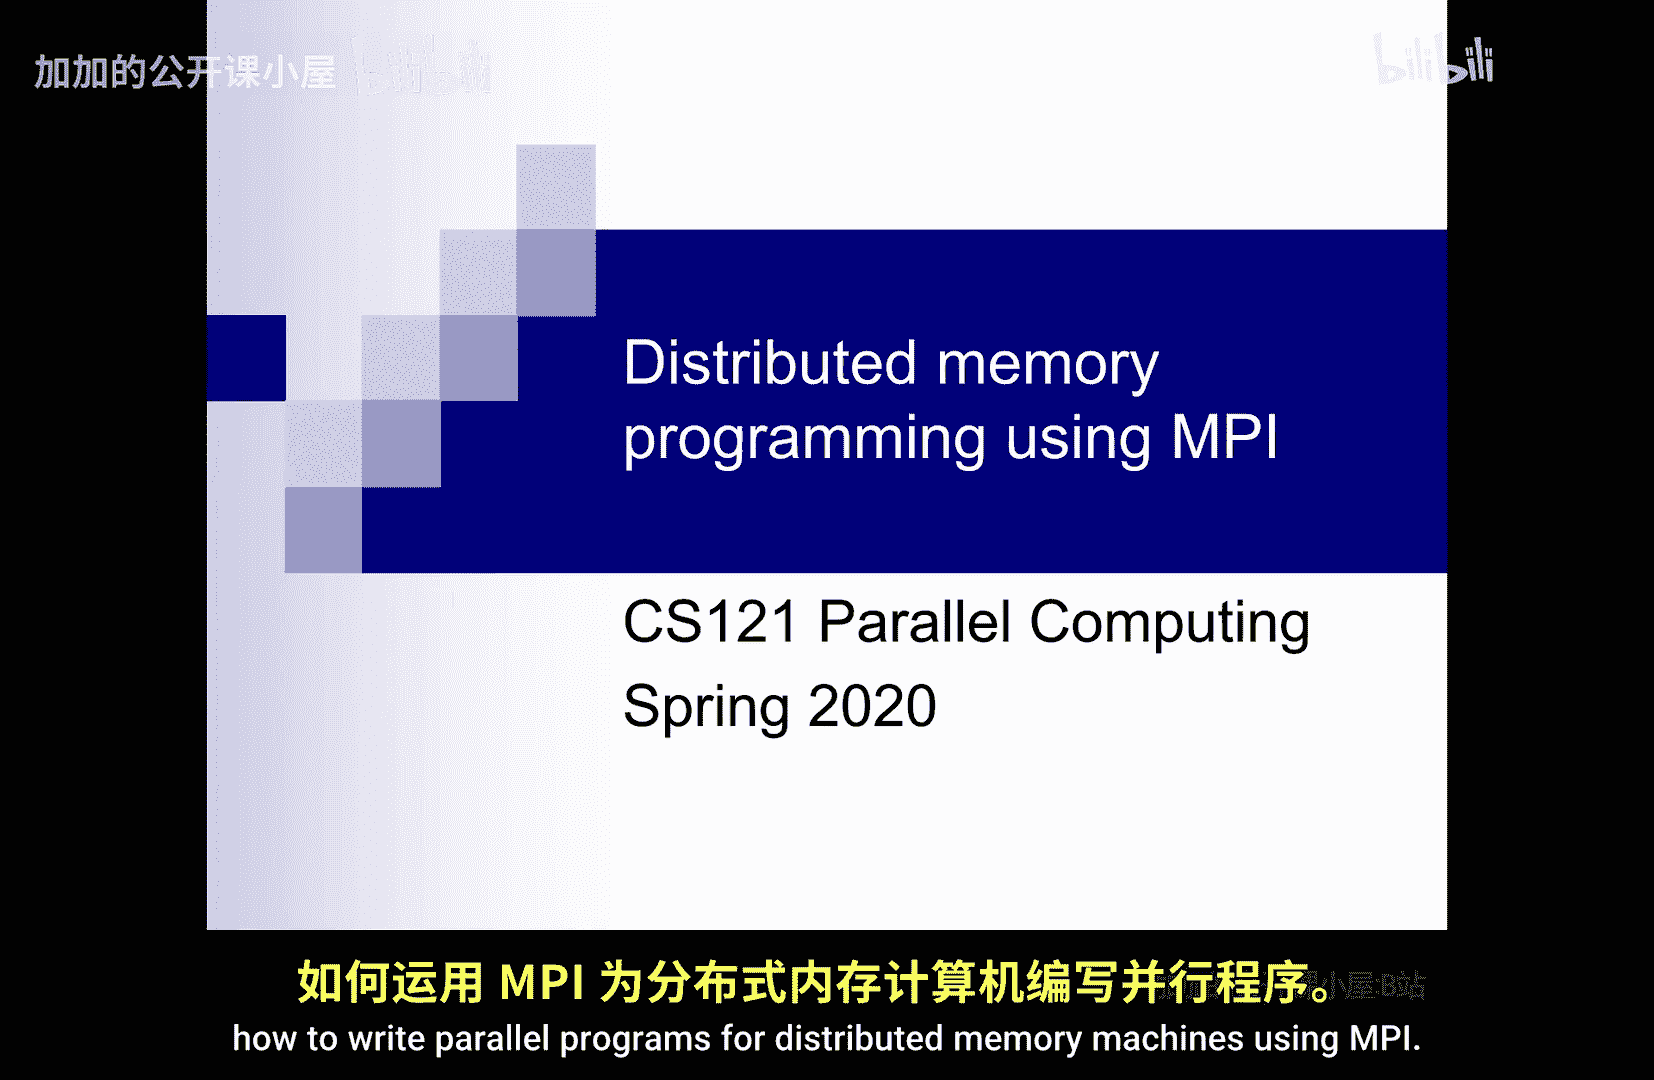 加加的公开课小屋
bilibili
Distributed memory
programming using MPI
CS121 Parallel Computing
Spring 2020
如何运用 MPI 为分布式内存计算机编写并行程序。
how to write parallel programs for distributed memory machines using MPI.